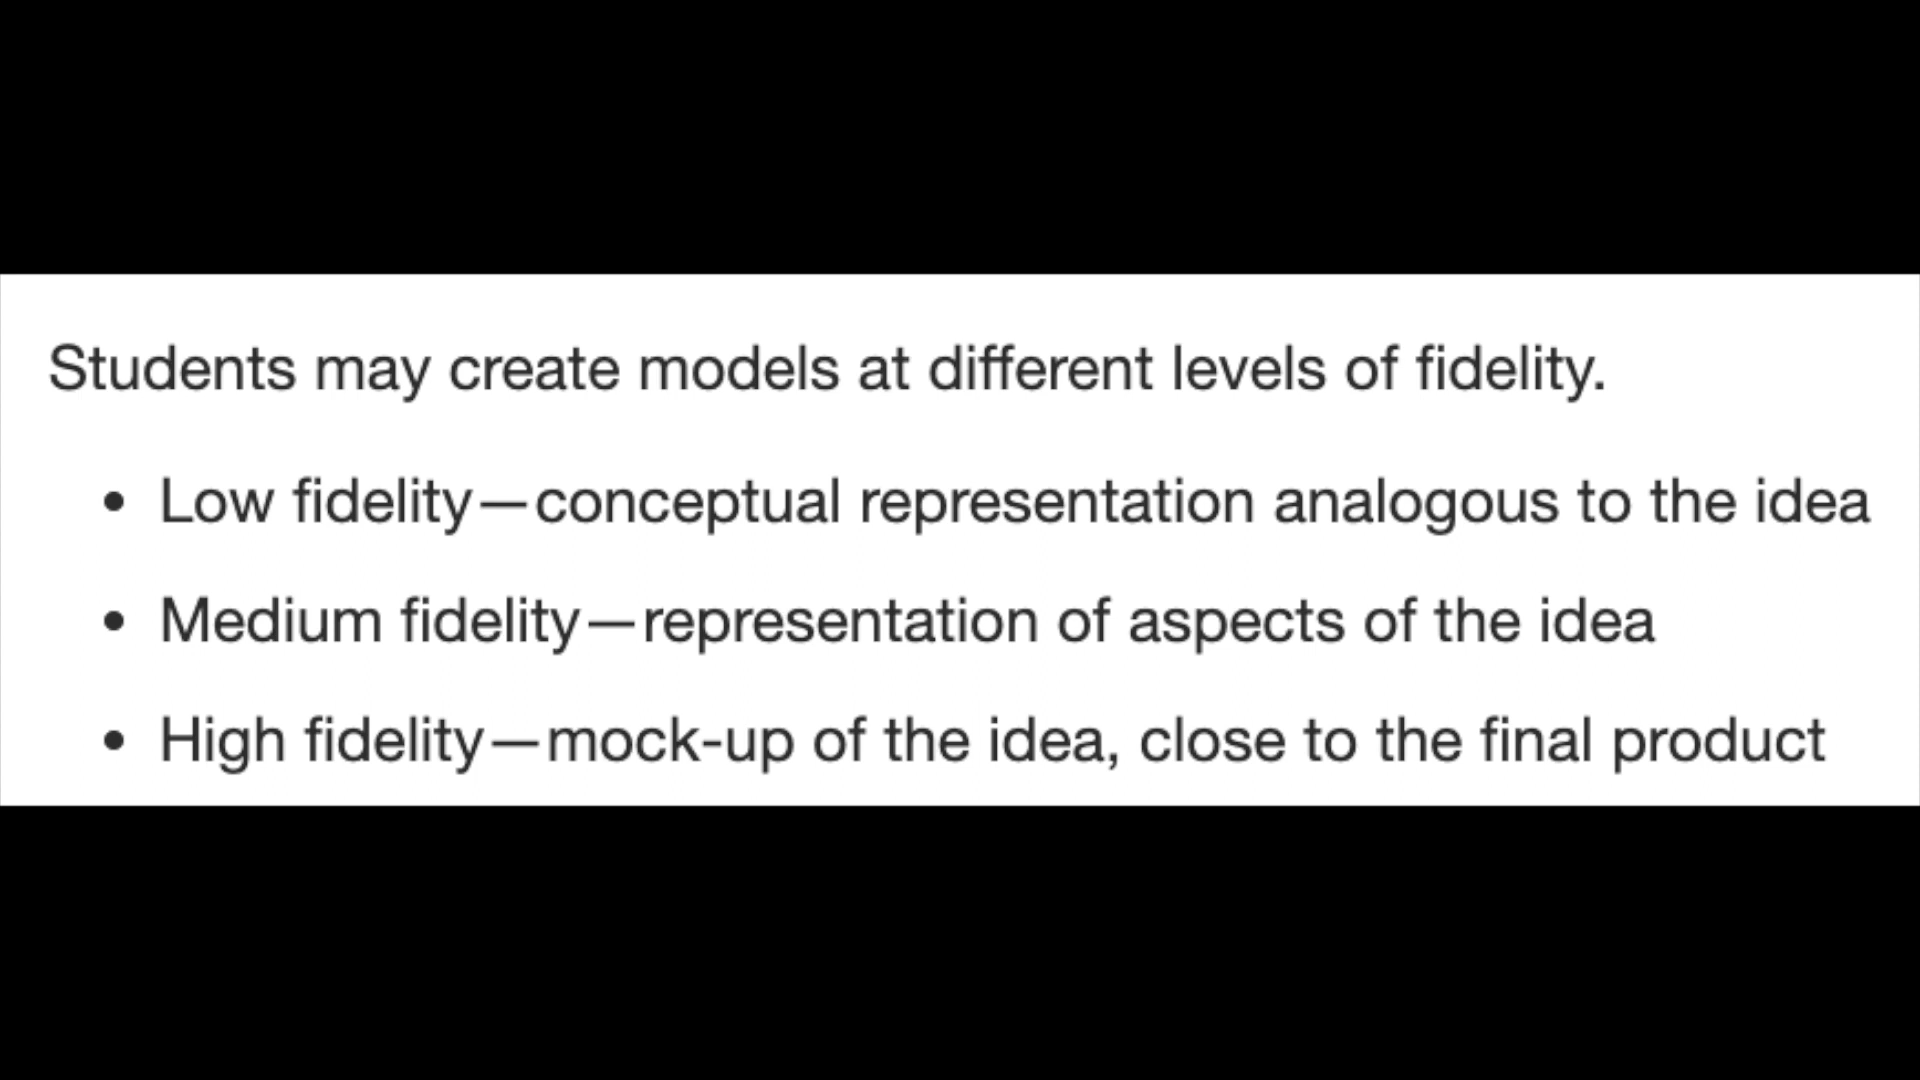 Students may create models at different levels of fidelity.
• Low fidelity—conceptual representation analogous to the idea
• Medium fidelity—representation of aspects of the idea
• High fidelity—mock-up of the idea, close to the final product